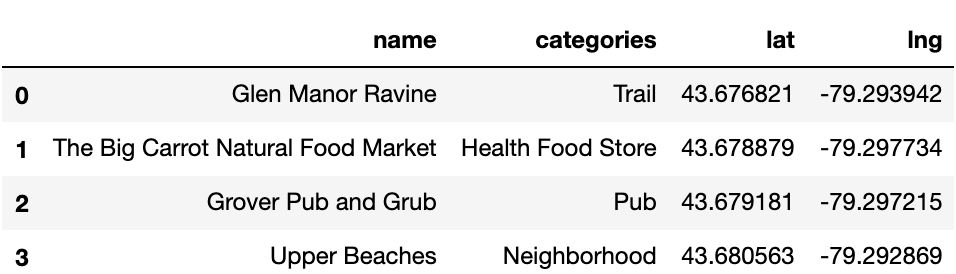 name categories lat lng
0 Glen Manor Ravine Trail 43.676821 -79.293942
1 The Big Carrot Natural Food Market Health Food Store 43.678879 -79.297734
2 Grover Pub and Grub Pub 43.679181 -79.297215
3 Upper Beaches Neighborhood 43.680563 -79.292869